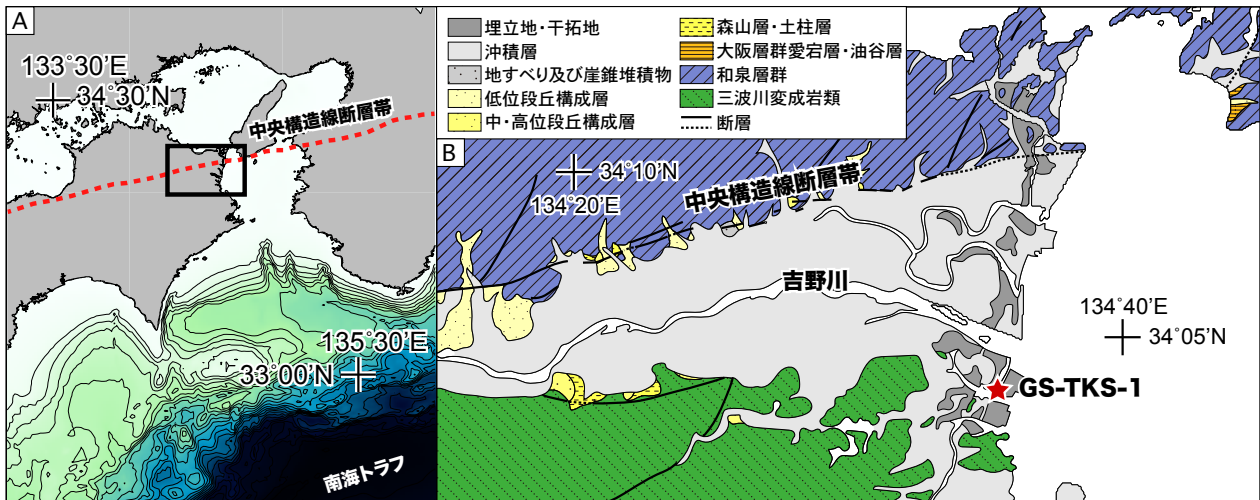 A
133°30'E
34°30'N
中央構造線断層帯
135°30'E
33°00'N
南海トラフ
埋立地・干拓地
沖積層
地すべり及び崖錐堆積物
低位段丘構成層
中・高位段丘構成層
森山層・土柱層
大阪層群愛宕層・油谷層
和泉層群
三波川変成岩類
断層
B
34°10'N
134°20'E
中央構造線断層帯
吉野川
134°40'E
34°05'N
GS-TKS-1